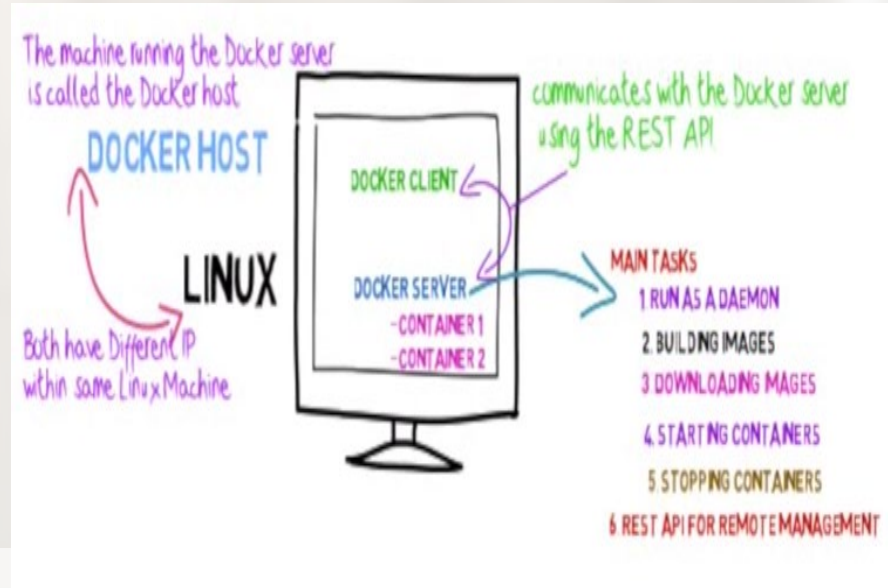 The machine running the Docker server
is called the Docker host
DOCKER HOST
LINUX
Both have Different IP
within same Linux Machine
DOCKER CLIENT
DOCKER SERVER
-CONTAINER 1
-CONTAINER 2
communicates with the Docker server
using the REST API
MAIN TASKS
1 RUN AS A DAEMON
2. BUILDING IMAGES
3 DOWNLOADING IMAGES
4. STARTING CONTAINERS
5 STOPPING CONTAINERS
6 REST API FOR REMOTE MANAGEMENT